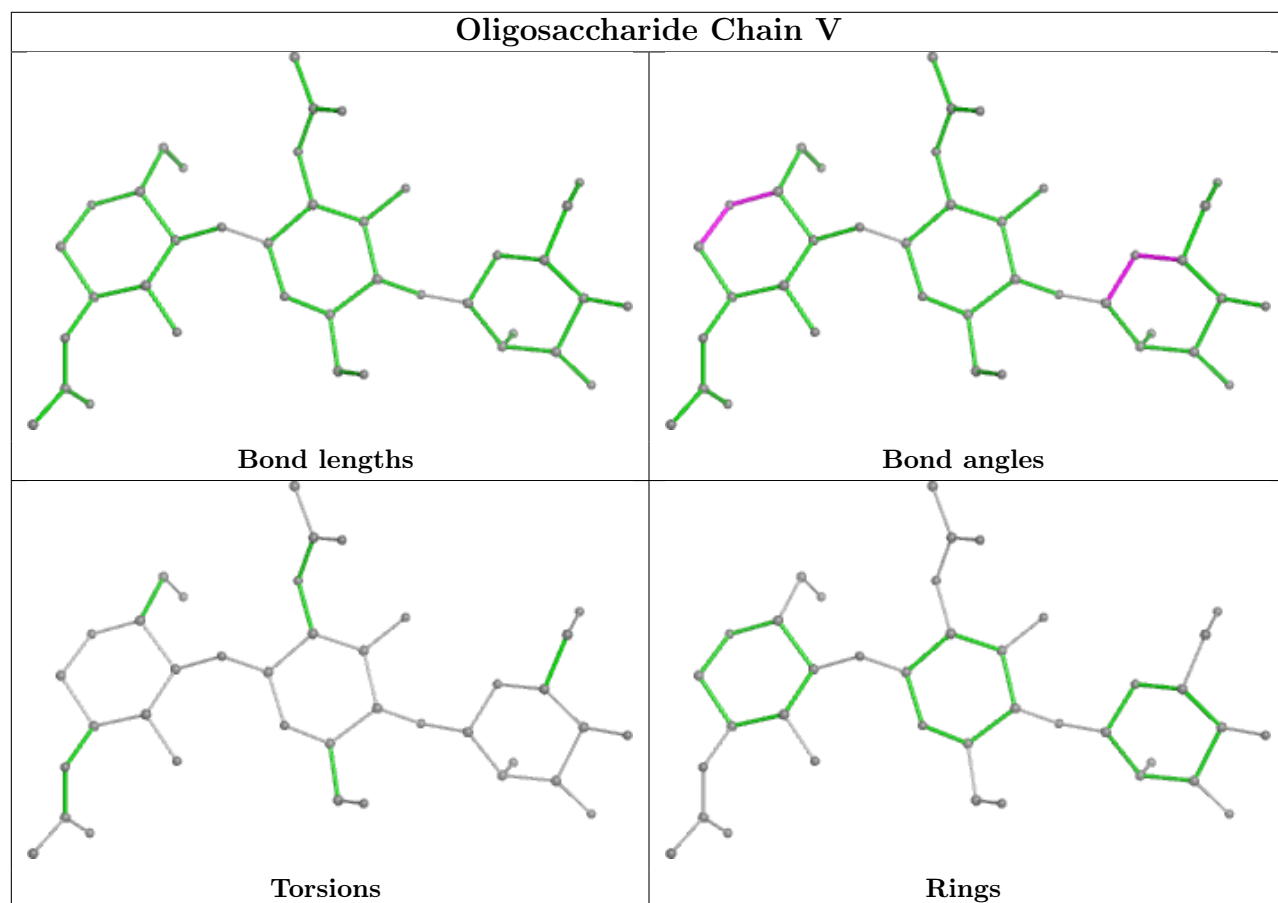 Oligosaccharide Chain V
Bond lengths
Bond angles
Torsions
Rings